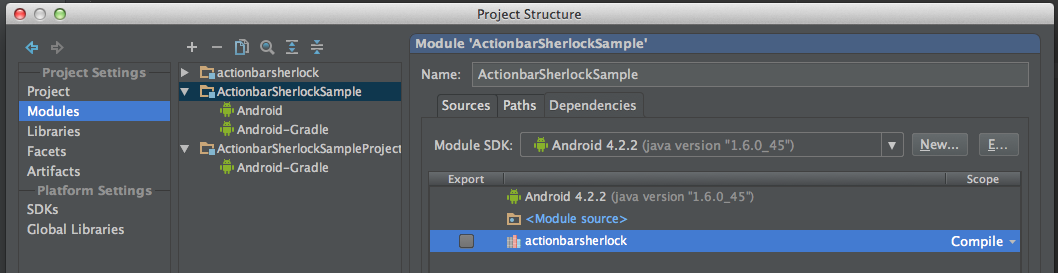 Project Structure
Project Settings
Project
Modules
Libraries
Facets
Artifacts
Platform Settings
SDKs
Global Libraries
actionbarsherlock
ActionbarSherlockSample
Android
Android-Gradle
ActionbarSherlockSampleProject
Android-Gradle
Module 'ActionbarSherlockSample'
Name: ActionbarSherlockSample
Sources Paths Dependencies
Module SDK: Android 4.2.2 (java version "1.6.0_45") New... E...
Export Scope
Android 4.2.2 (java version "1.6.0_45")
<Module source>
actionbarsherlock Compile